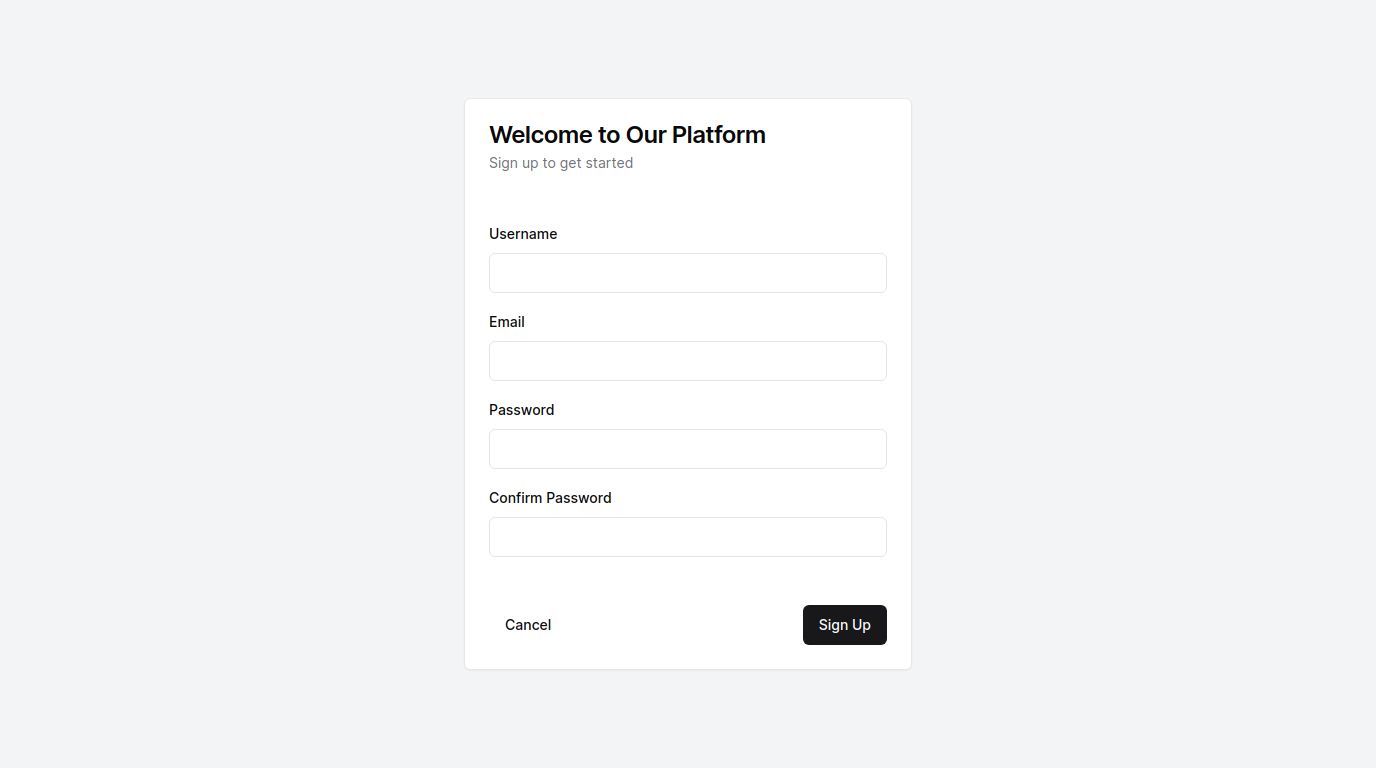 Welcome to Our Platform
Sign up to get started
Username
Email
Password
Confirm Password
Cancel
Sign Up